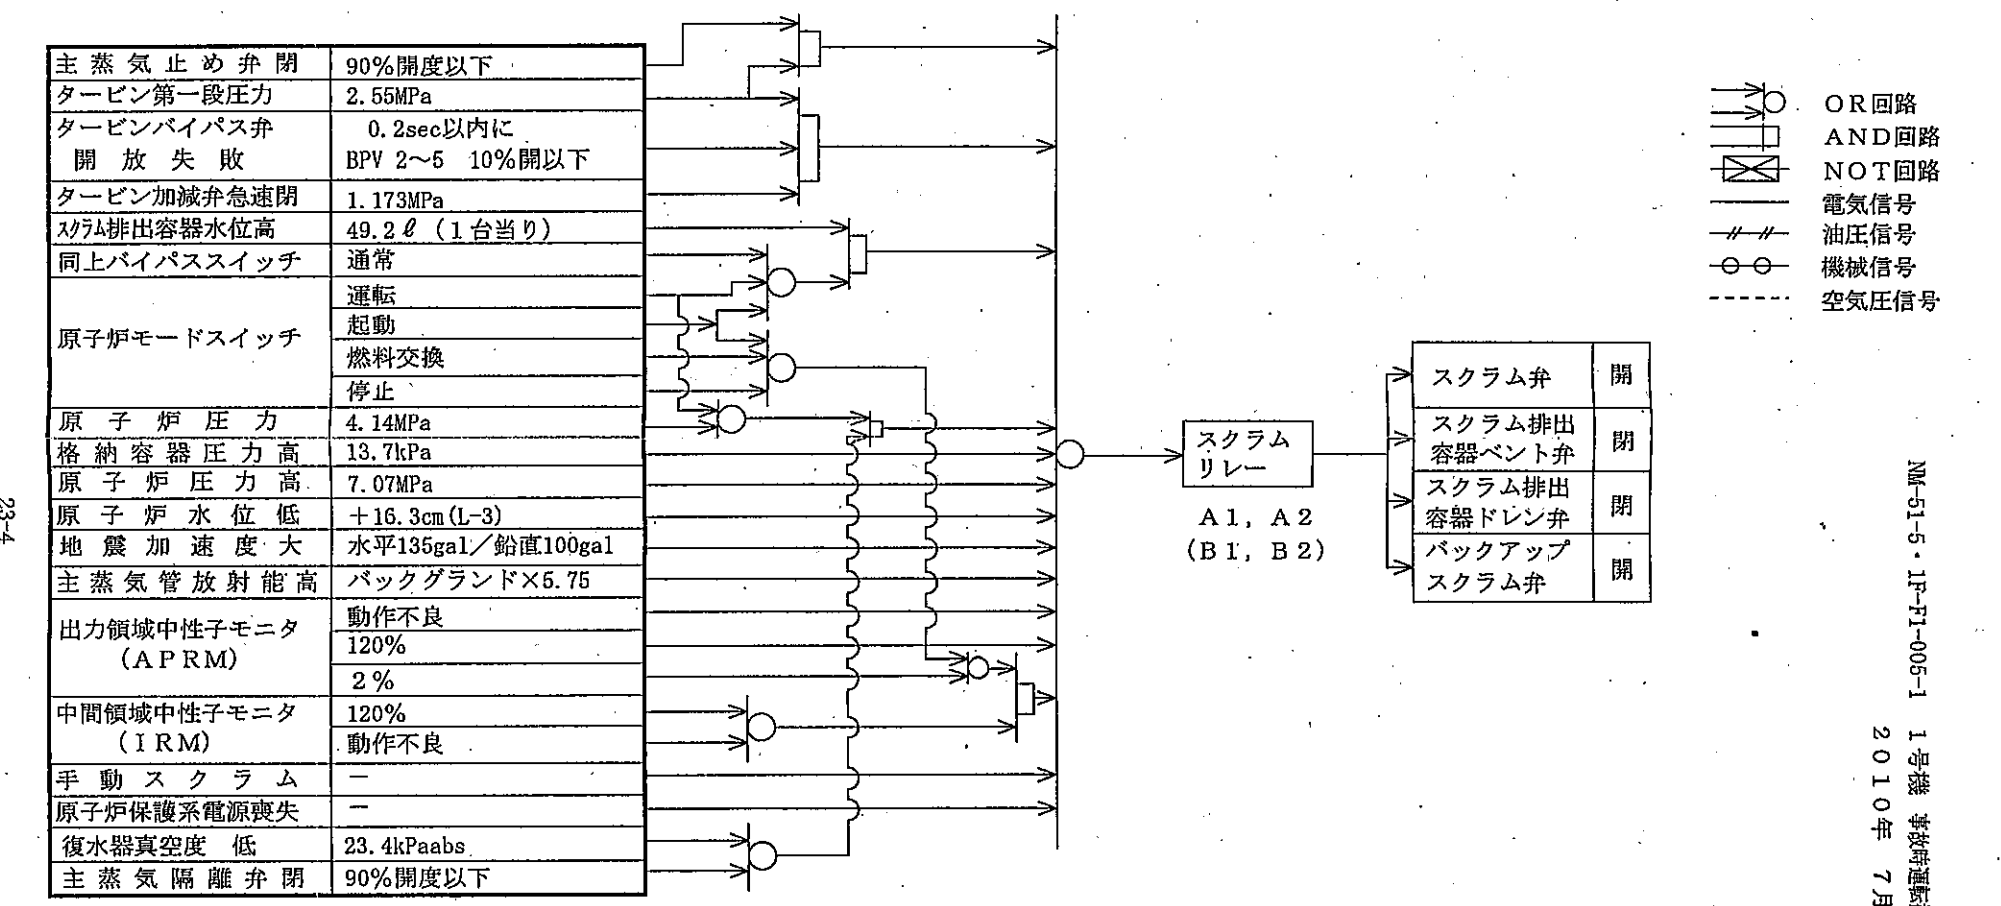 主蒸気止め弁閉 90%開度以下
タービン第一段圧力 2.55MPa
タービンバイパス弁 0.2sec以内に
開放失敗 BPV 2〜5 10%開以下
タービン加減弁急速閉 1.173MPa
スクラム排出容器水位高 49.2ℓ(1台当り)
同上バイパススイッチ 通常
原子炉モードスイッチ
運転
起動
燃料交換
停止
原子炉圧力 4.14MPa
格納容器圧力高 13.7kPa
原子炉圧力高 7.07MPa
原子炉水位低 +16.3cm(L-3)
地震加速度大 水平135gal/鉛直100gal
主蒸気管放射能高 バックグランド×5.75
出力領域中性子モニタ
(APRM)
動作不良
120%
2%
中間領域中性子モニタ
(IRM)
120%
動作不良
手動スクラム −
原子炉保護系電源喪失 −
復水器真空度 低 23.4kPaabs
主蒸気隔離弁閉 90%開度以下
スクラム
リレー
A1, A2
(B1, B2)
スクラム弁 開
スクラム排出
容器ベント弁 閉
スクラム排出
容器ドレン弁 閉
バックアップ
スクラム弁 開
OR回路
AND回路
NOT回路
電気信号
油圧信号
機械信号
空気圧信号
NM-51-5・1F-F1-005-1 1号機 事故時運転
2010年 7月
23-4